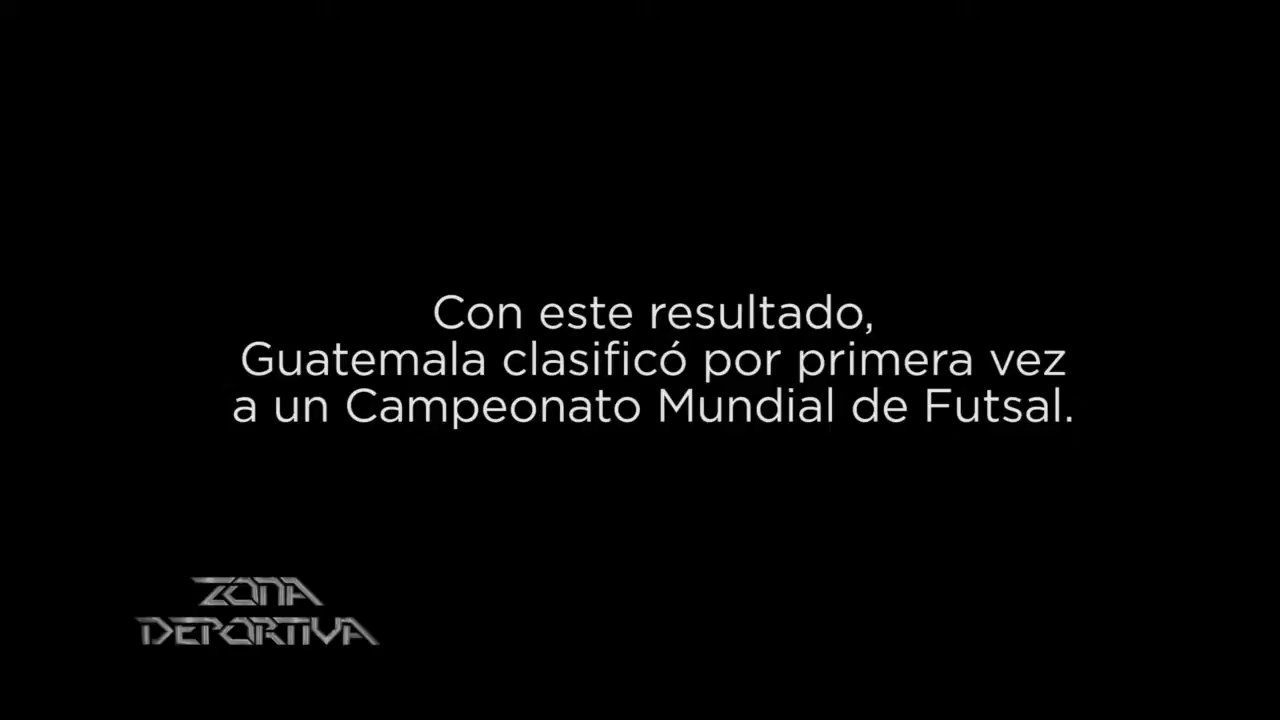 Con este resultado,
Guatemala clasificó por primera vez
a un Campeonato Mundial de Futsal.
ZONA
DEPORTIVA